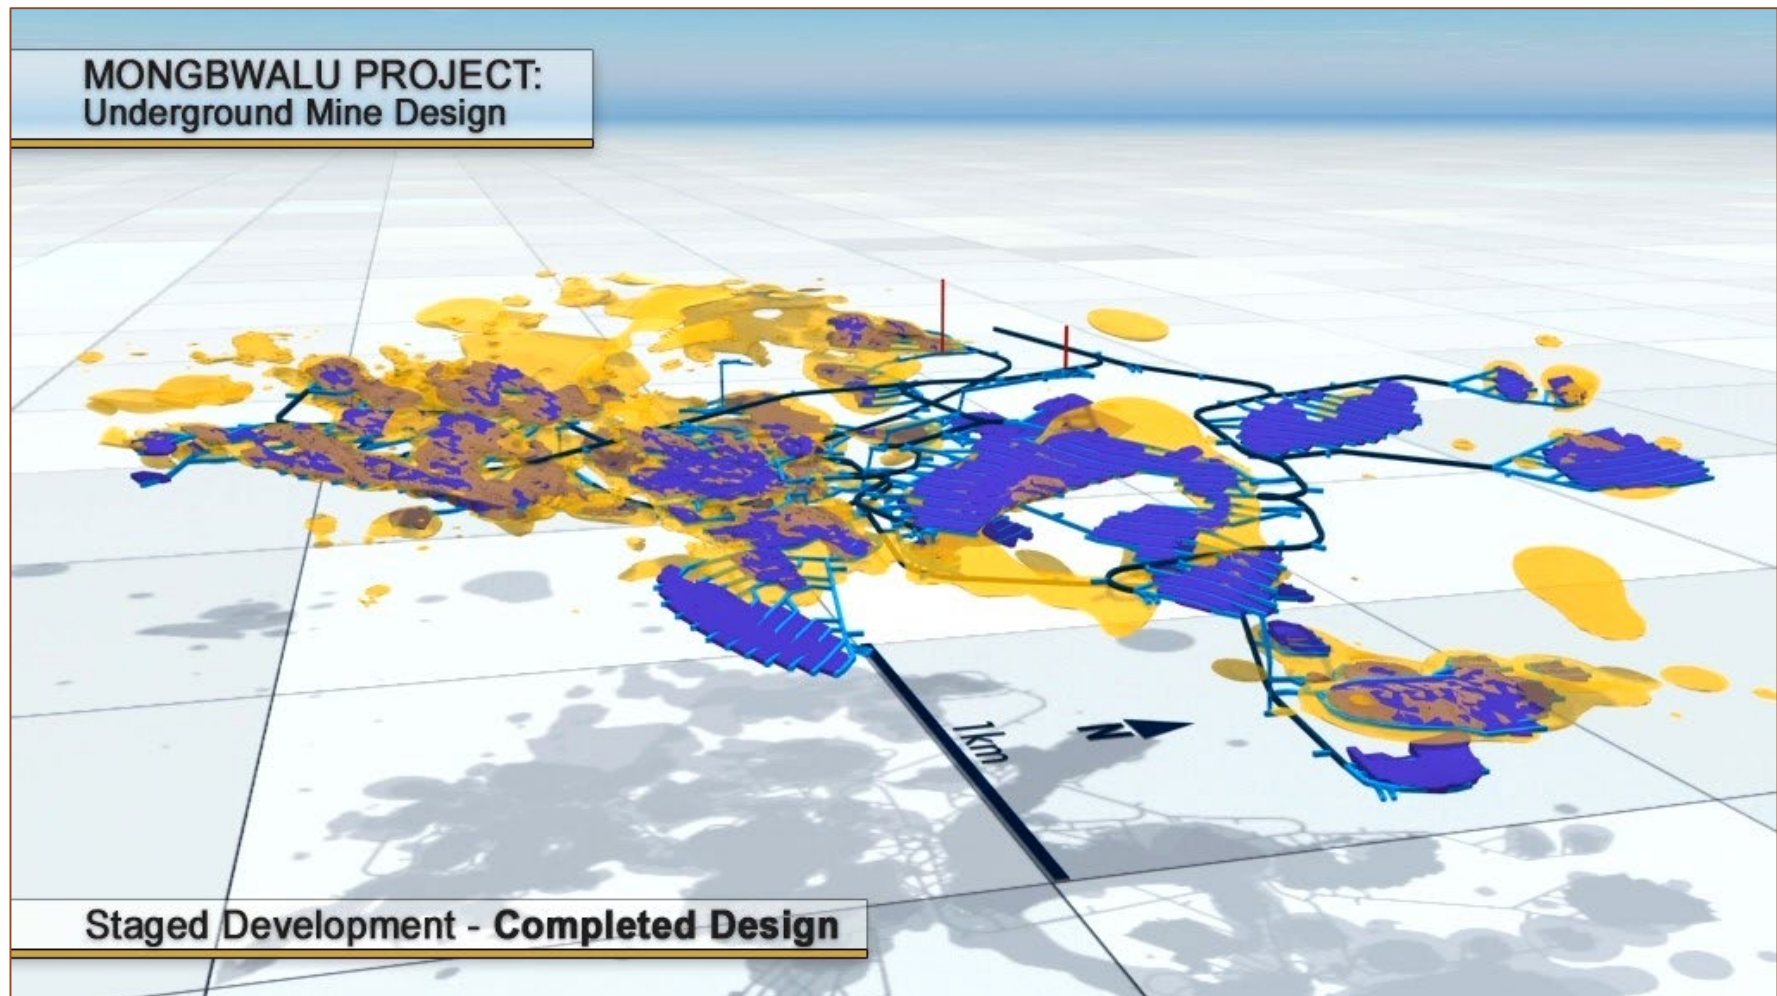 MONGBWALU PROJECT:
Underground Mine Design
1km
N
Staged Development - Completed Design